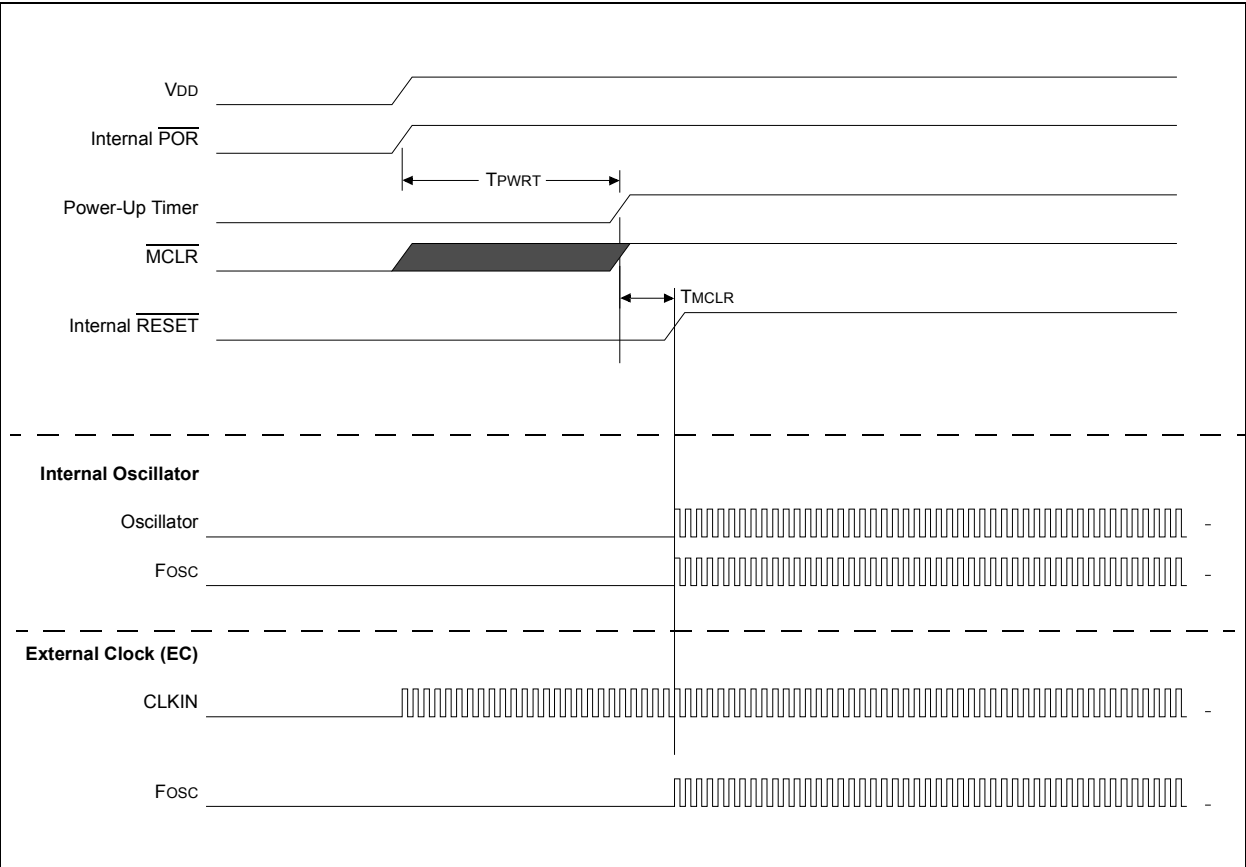 VDD
Internal POR
TPWRT
Power-Up Timer
MCLR
TMCLR
Internal RESET
Internal Oscillator
Oscillator
FOSC
External Clock (EC)
CLKIN
FOSC